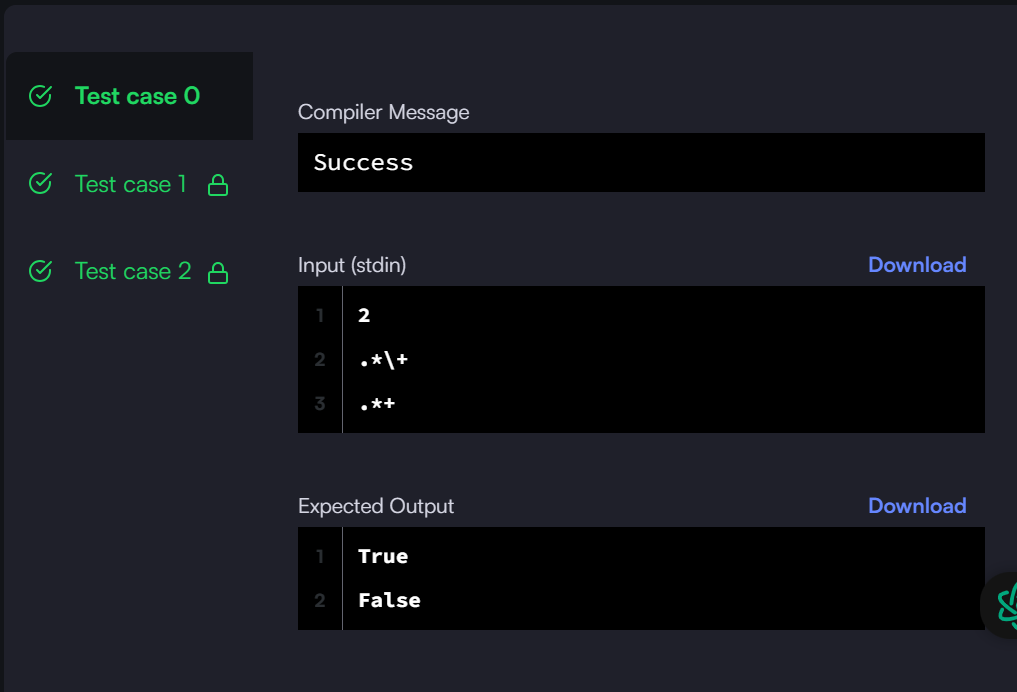 Test case 0
Test case 1
Test case 2
Compiler Message
Success
Input (stdin)
Download
1 2
2 .*\+
3 .*+
Expected Output
Download
1 True
2 False